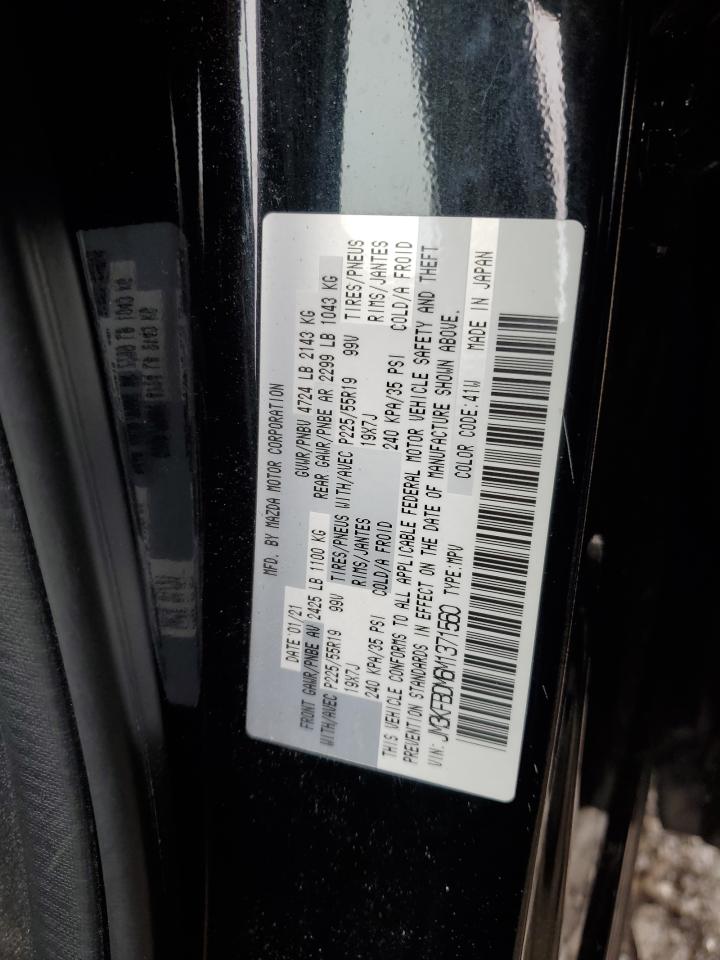 MFD. BY MAZDA MOTOR CORPORATION
DATE:01/21 GVWR/PNBV 4724 LB 2143 KG
FRONT GAWR/PNBE AV 2425 LB 1100 KG REAR GAWR/PNBE AR 2299 LB 1043 KG
WITH/AVEC P225/55R19 99V TIRES/PNEUS WITH/AVEC P225/55R19 99V TIRES/PNEUS
19X7J RIMS/JANTES 19X7J RIMS/JANTES
240 KPA/35 PSI COLD/A FROID 240 KPA/35 PSI COLD/A FROID
THIS VEHICLE CONFORMS TO ALL APPLICABLE FEDERAL MOTOR VEHICLE SAFETY AND THEFT
PREVENTION STANDARDS IN EFFECT ON THE DATE OF MANUFACTURE SHOWN ABOVE.
VIN: JM3KFBDM6M1371560 TYPE:MPV COLOR CODE:41W MADE IN JAPAN